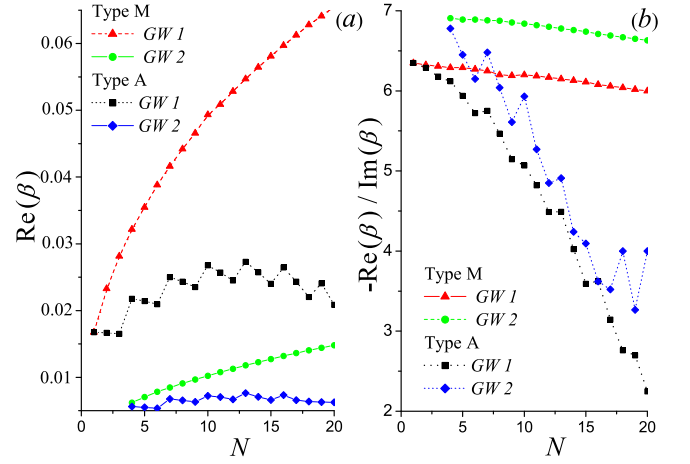 (a)
Type M
GW 1
GW 2
Type A
GW 1
GW 2
Re(β)
0.06
0.05
0.04
0.03
0.02
0.01
0 5 10 15 20
N
(b)
-Re(β) / Im(β)
7
6
5
4
3
2
Type M
GW 1
GW 2
Type A
GW 1
GW 2
0 5 10 15 20
N